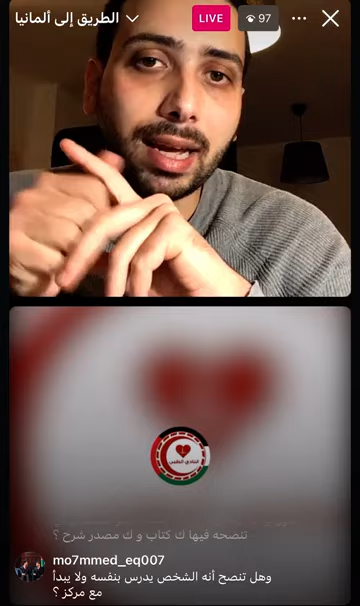 الطريق إلى ألمانيا
LIVE
97
ننصحه فيها ك كتاب و ك مصدر شرح ؟
mo7mmed_eq007
وهل تنصح أنه الشخص يدرس بنفسه ولا يبدأ
مع مركز ؟